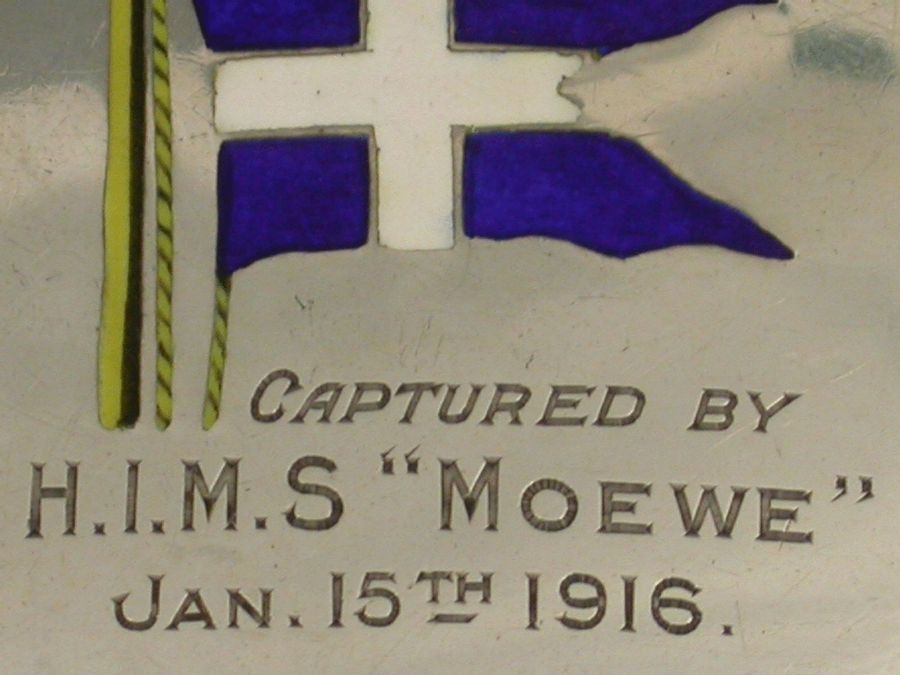 CAPTURED BY
H.I.M.S “MOEWE”
JAN. 15TH 1916.